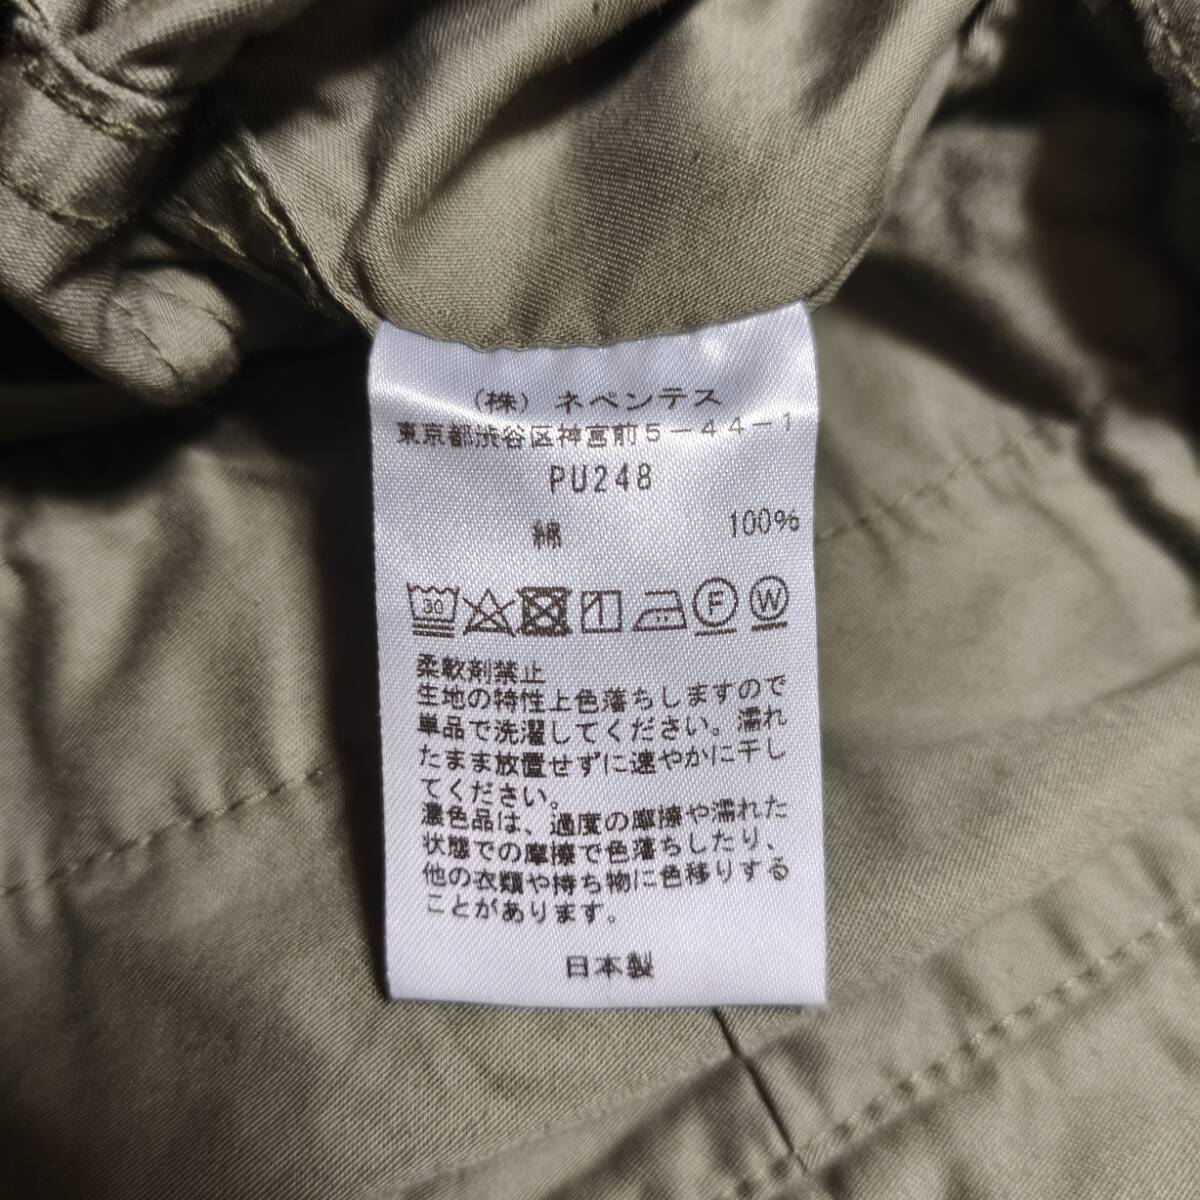 （株）ネペンテス
東京都渋谷区神宮前5−44−1
PU248
綿 100%
30 F W
柔軟剤禁止
生地の特性上色落ちしますので
単品で洗濯してください。濡れ
たまま放置せずに速やかに干し
てください。
濃色品は、過度の摩擦や濡れた
状態での摩擦で色落ちしたり、
他の衣類や持ち物に色移りする
ことがあります。
日本製